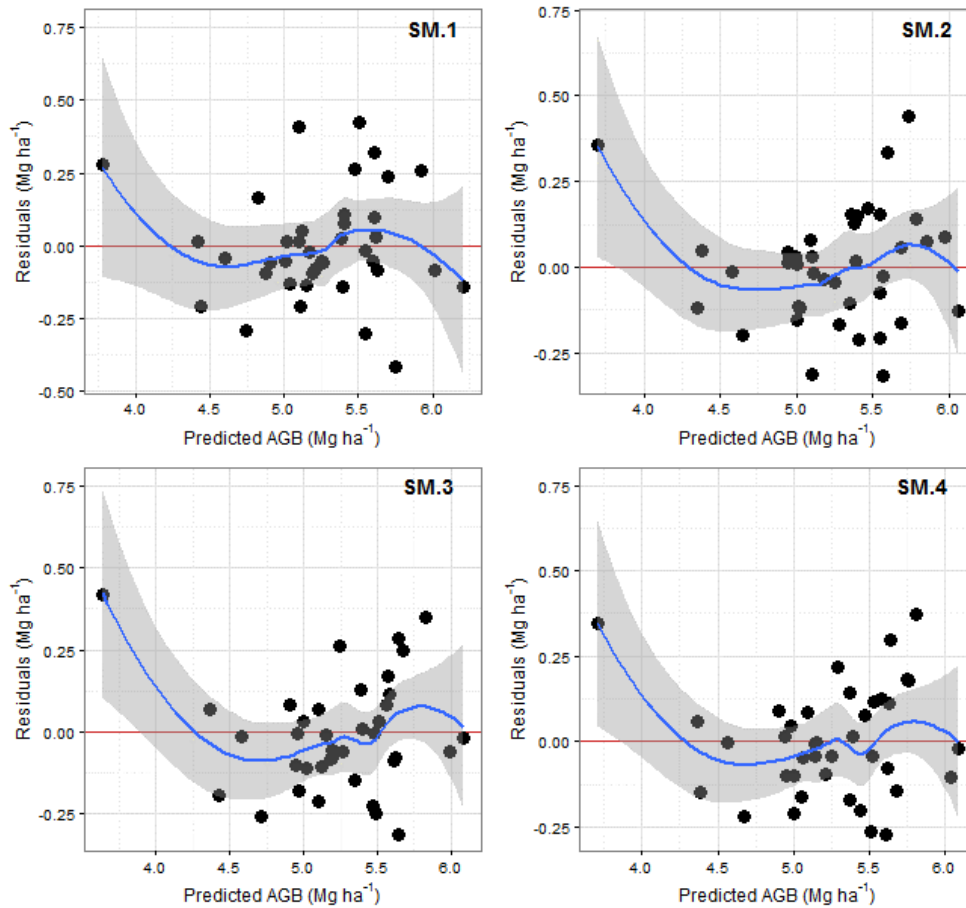 SM.1
0.75
0.50
0.25
0.00
-0.25
-0.50
Residuals (Mg ha⁻¹)
4.0 4.5 5.0 5.5 6.0
Predicted AGB (Mg ha⁻¹)
SM.2
0.75
0.50
0.25
0.00
-0.25
Residuals (Mg ha⁻¹)
4.0 4.5 5.0 5.5 6.0
Predicted AGB (Mg ha⁻¹)
SM.3
0.75
0.50
0.25
0.00
-0.25
Residuals (Mg ha⁻¹)
4.0 4.5 5.0 5.5 6.0
Predicted AGB (Mg ha⁻¹)
SM.4
0.75
0.50
0.25
0.00
-0.25
Residuals (Mg ha⁻¹)
4.0 4.5 5.0 5.5 6.0
Predicted AGB (Mg ha⁻¹)